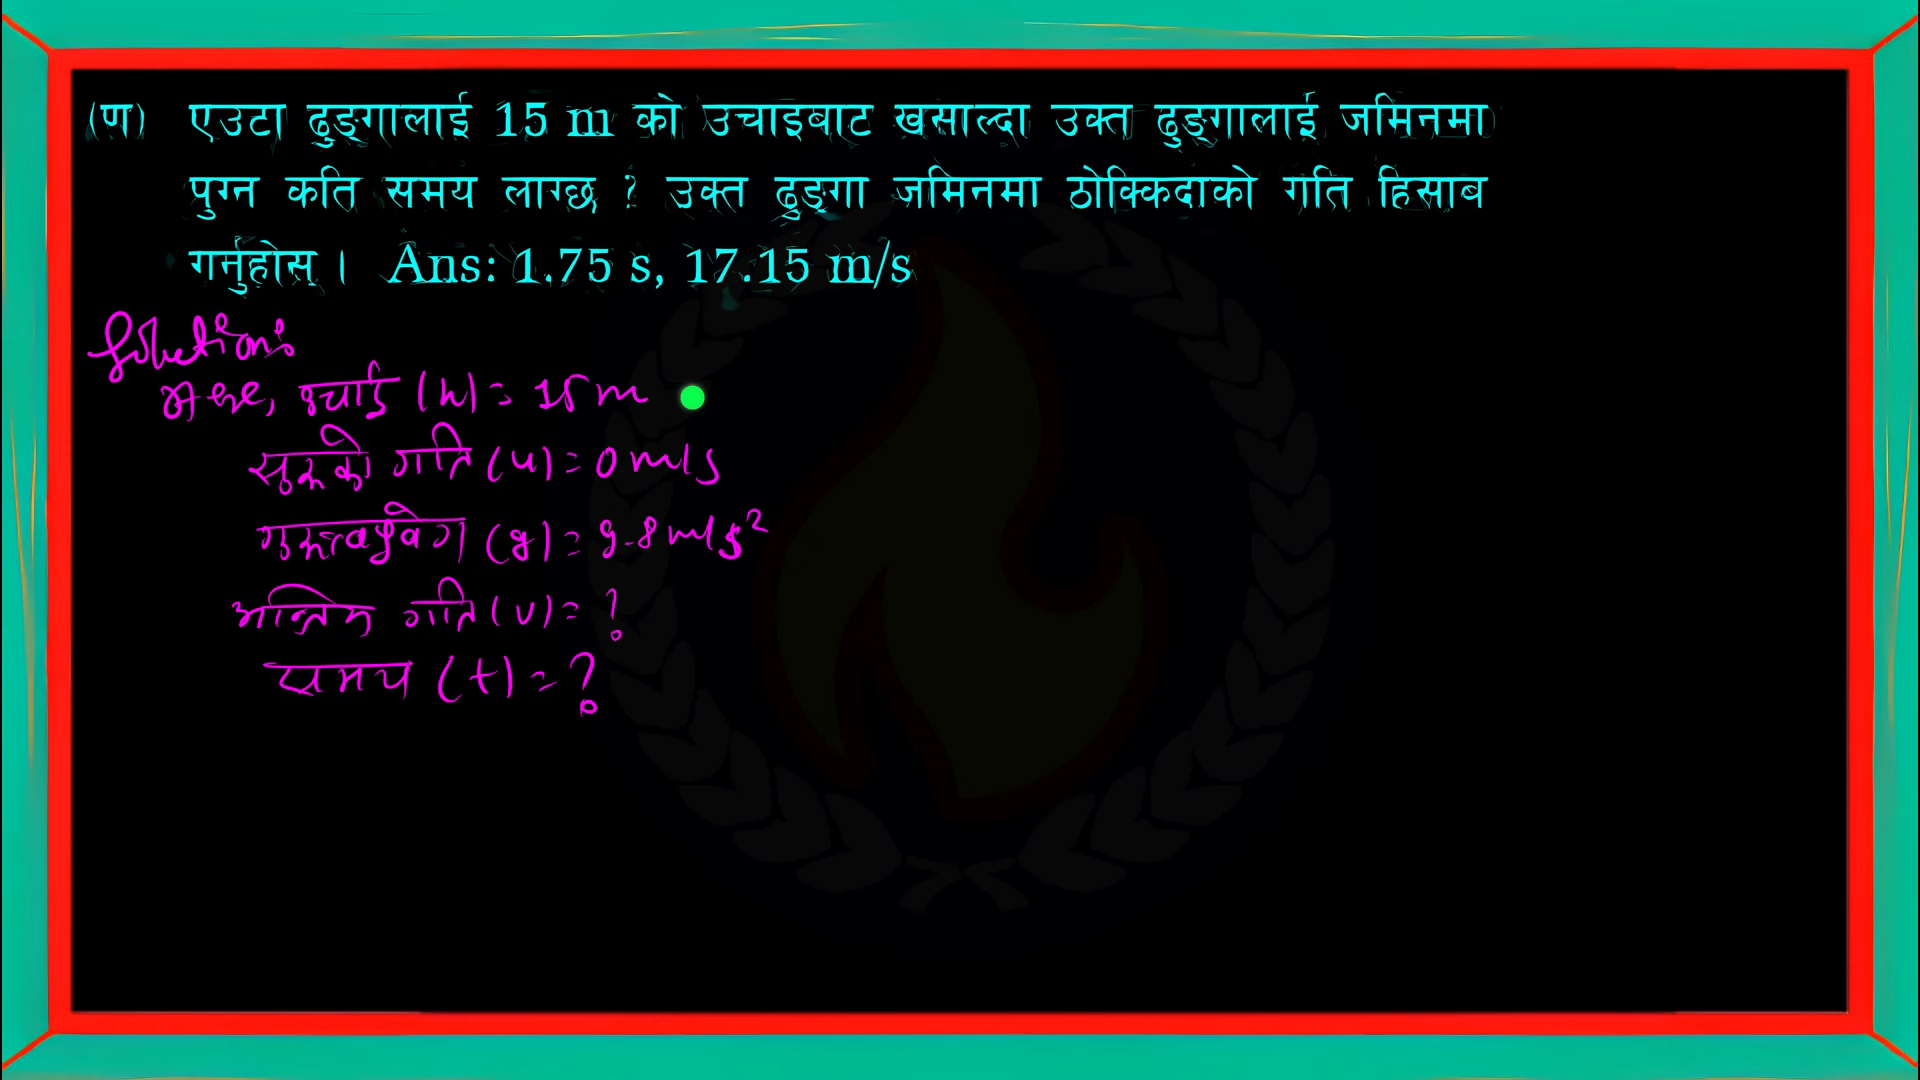 (ण) एउटा ढुङ्गालाई 15 m को उचाइबाट खसाल्दा उक्त ढुङ्गालाई जमिनमा
पुग्न कति समय लाग्छ ? उक्त ढुङ्गा जमिनमा ठोक्किदाको गति हिसाब
गर्नुहोस् । Ans: 1.75 s, 17.15 m/s
Solution:
उचाई (h) = 15 m
सुरुको गति (u) = 0 m/s
गुरुत्वप्रवेग (g) = 9.8 m/s²
अन्तिम गति (v) = ?
समय (t) = ?